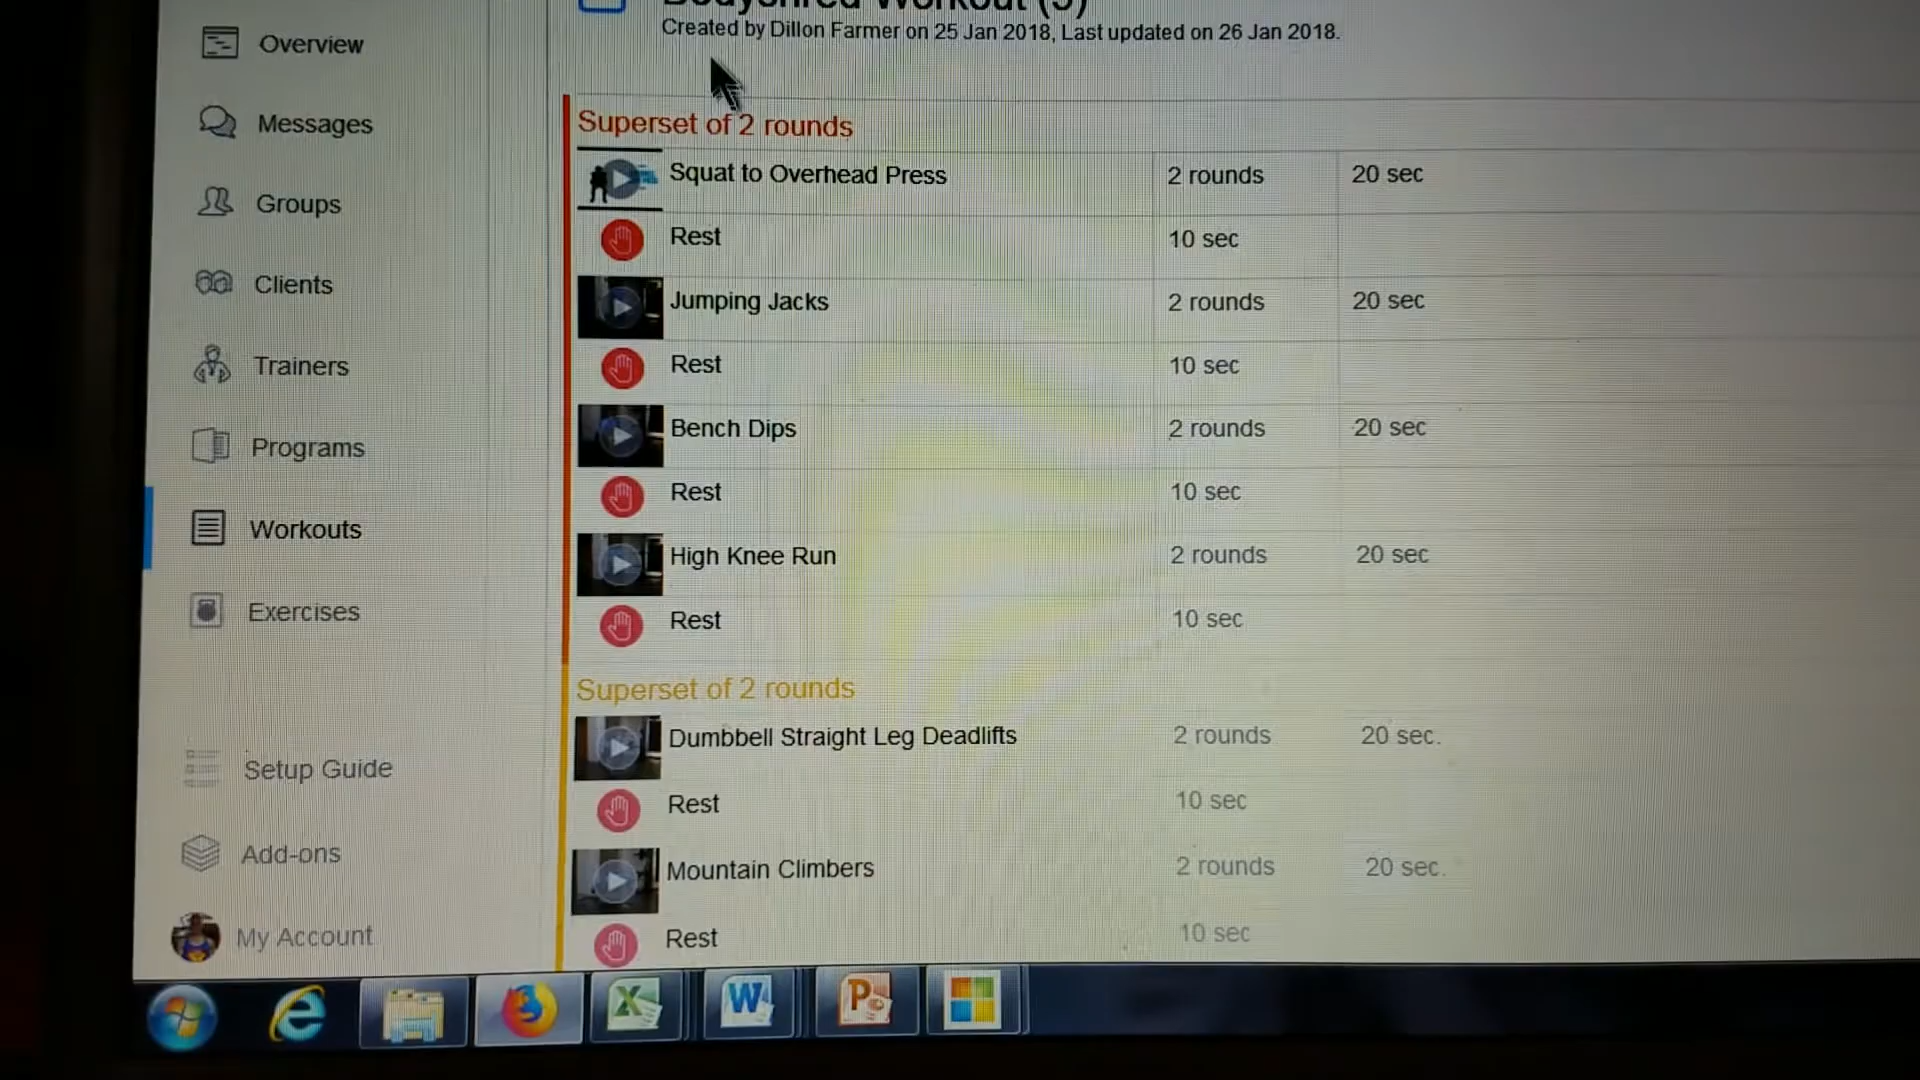 Bodyshred Workout (3)
Created by Dillon Farmer on 25 Jan 2018, Last updated on 26 Jan 2018.
Overview
Messages
Groups
Clients
Trainers
Programs
Workouts
Exercises
Setup Guide
Add-ons
My Account
Superset of 2 rounds
Squat to Overhead Press 2 rounds 20 sec
Rest 10 sec
Jumping Jacks 2 rounds 20 sec
Rest 10 sec
Bench Dips 2 rounds 20 sec
Rest 10 sec
High Knee Run 2 rounds 20 sec
Rest 10 sec
Superset of 2 rounds
Dumbbell Straight Leg Deadlifts 2 rounds 20 sec.
Rest 10 sec
Mountain Climbers 2 rounds 20 sec.
Rest 10 sec